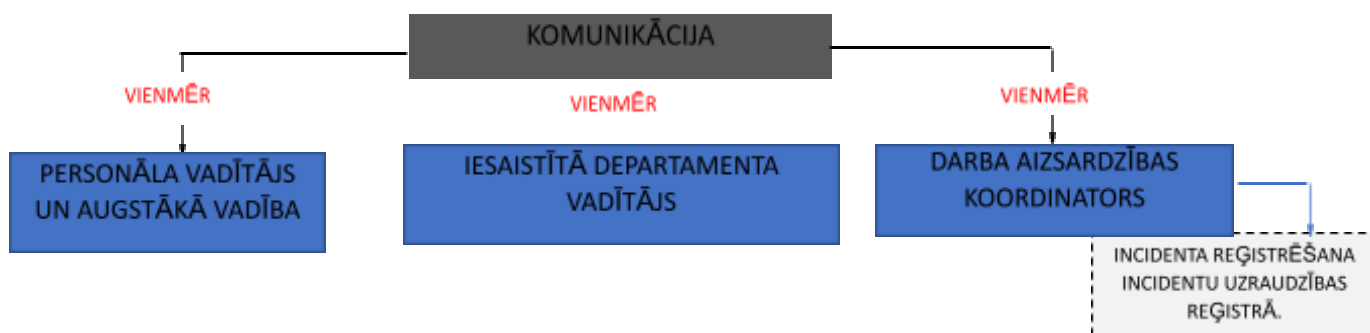 KOMUNIKĀCIJA
VIENMĒR
VIENMĒR
VIENMĒR
PERSONĀLA VADĪTĀJS
UN AUGSTĀKĀ VADĪBA
IESAISTĪTĀ DEPARTAMENTA
VADĪTĀJS
DARBA AIZSARDZĪBAS
KOORDINATORS
INCIDENTA REĢISTRĒŠANA
INCIDENTU UZRAUDZĪBAS
REĢISTRĀ.